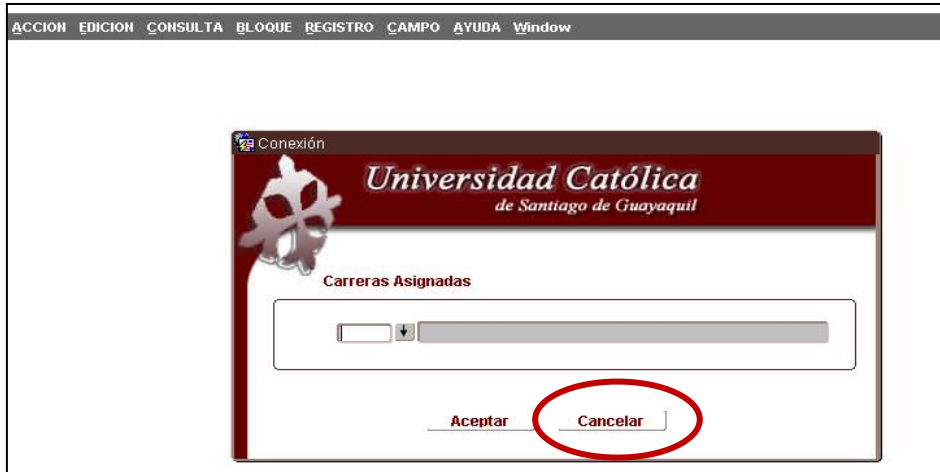 ACCION EDICION CONSULTA BLOQUE REGISTRO CAMPO AYUDA Window
Conexión
Universidad Católica
de Santiago de Guayaquil
Carreras Asignadas
Aceptar Cancelar